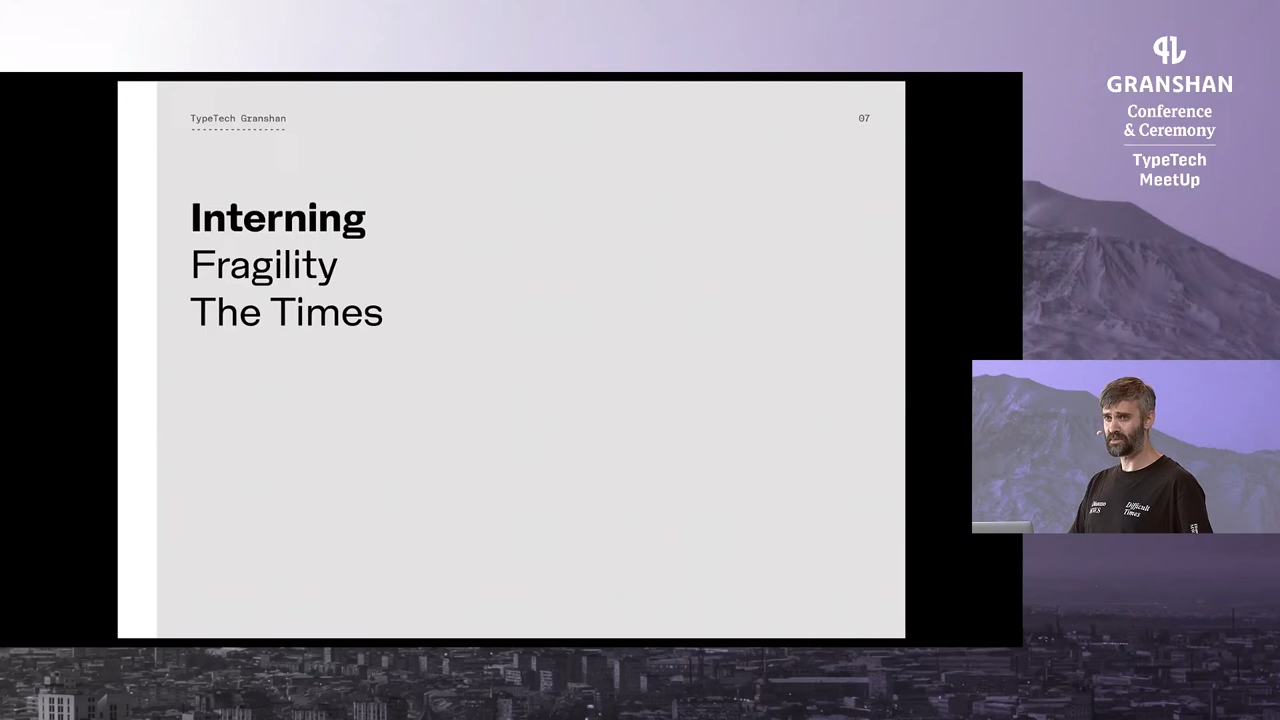 TypeTech Granshan
07
Interning
Fragility
The Times
GRANSHAN
Conference
& Ceremony
TypeTech
MeetUp
Difficult
Times